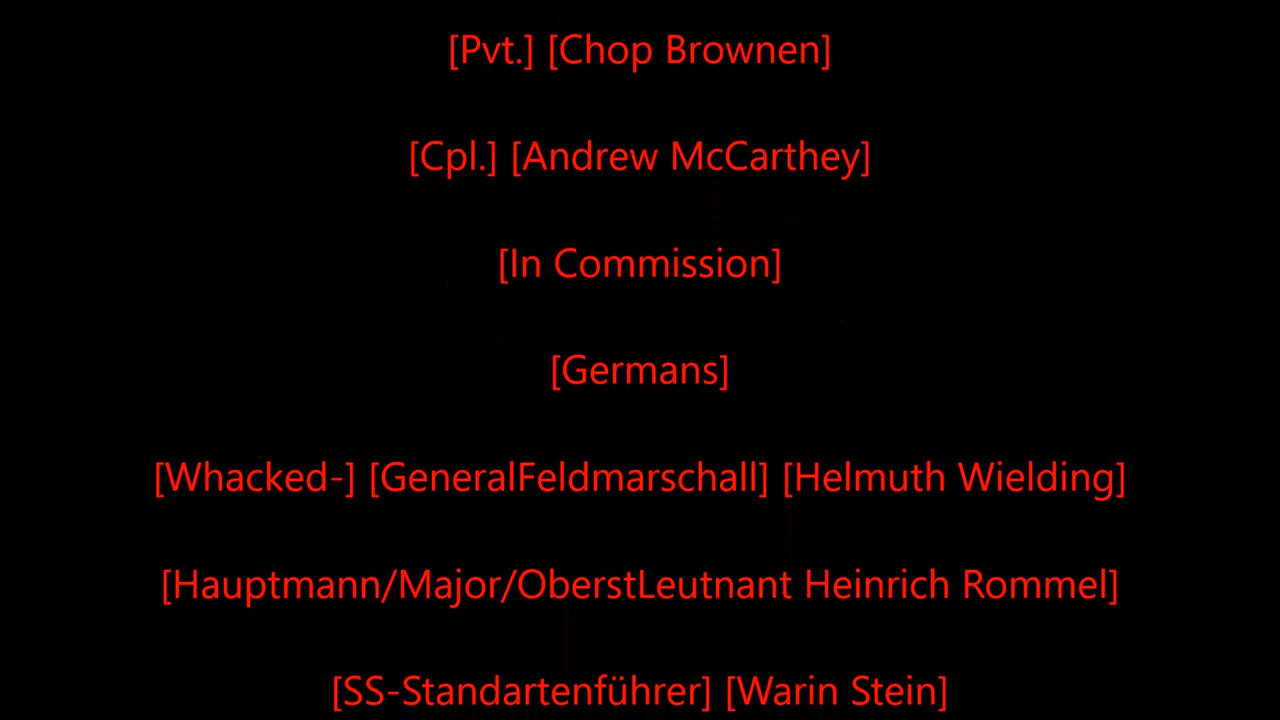 [Pvt.] [Chop Brownen]
[Cpl.] [Andrew McCarthey]
[In Commission]
[Germans]
[Whacked-] [GeneralFeldmarschall] [Helmuth Wielding]
[Hauptmann/Major/OberstLeutnant Heinrich Rommel]
[SS-Standartenführer] [Warin Stein]